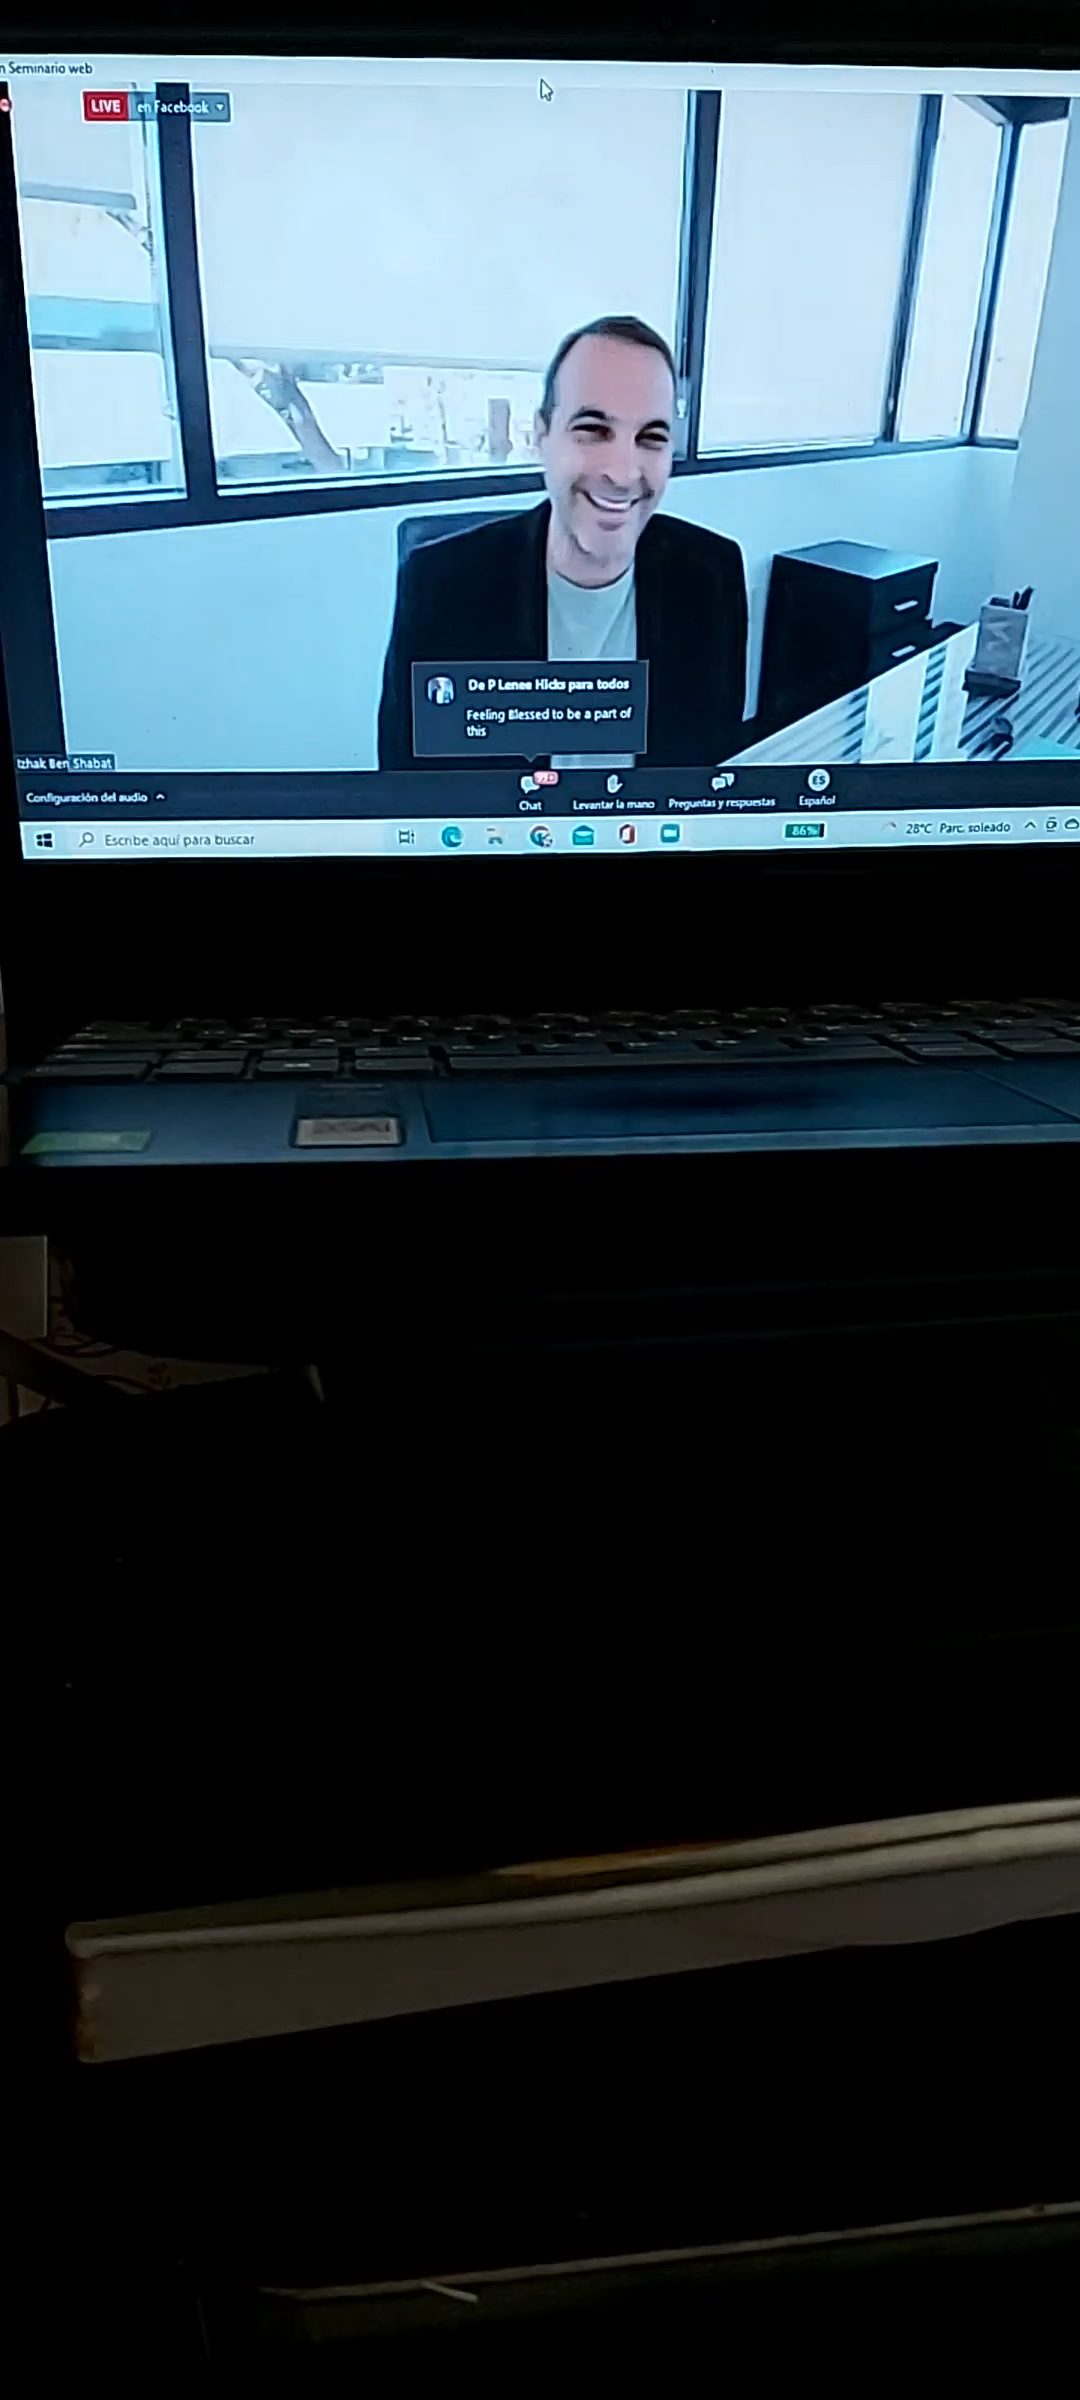 n Seminario web
LIVE en Facebook
De P Lenee Hicks para todos
Feeling Blessed to be a part of
this
tzhak Ben Shabat
Configuración del audio
99+
Chat
Levantar la mano
Preguntas y respuestas
ES
Español
Escribe aquí para buscar
86%
28°C Parc. soleado